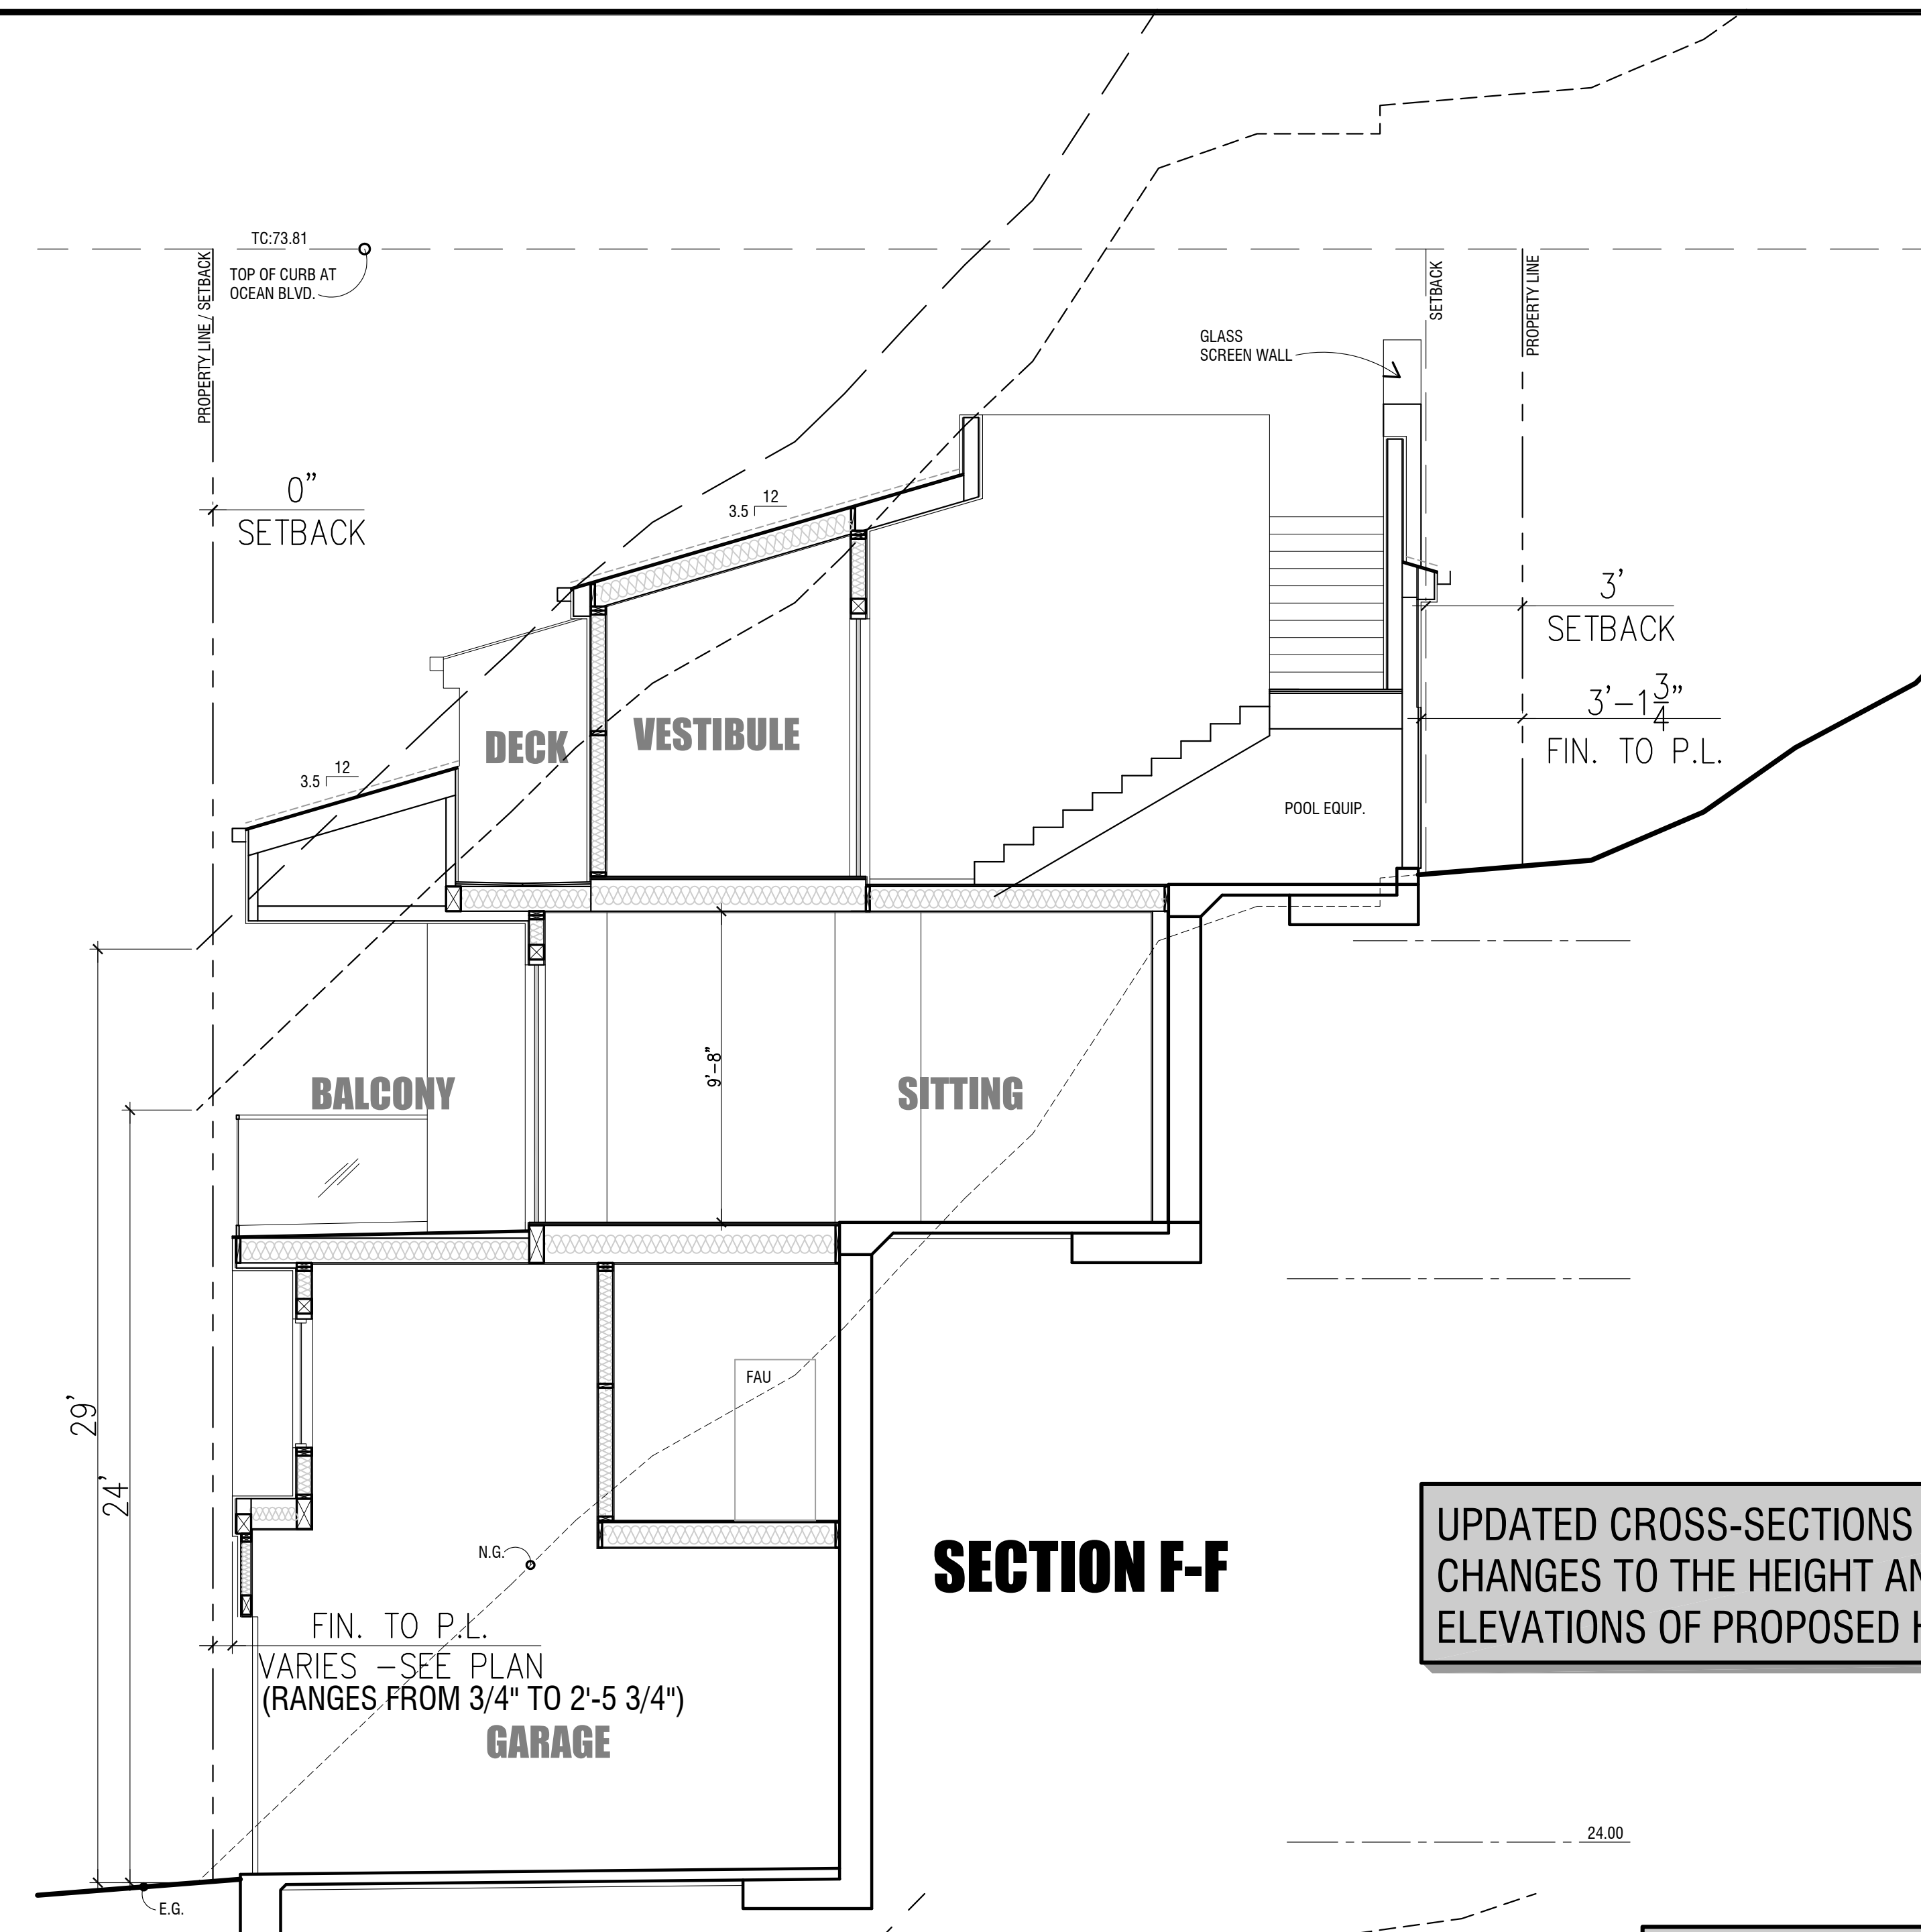 TC:73.81
TOP OF CURB AT
OCEAN BLVD.
PROPERTY LINE / SETBACK
SETBACK
PROPERTY LINE
GLASS
SCREEN WALL
0"
SETBACK
12
3.5
3'
SETBACK
3'-1 3/4"
FIN. TO P.L.
DECK
VESTIBULE
12
3.5
POOL EQUIP.
9'-8"
BALCONY
SITTING
FAU
29'
24'
N.G.
SECTION F-F
UPDATED CROSS-SECTIONS
CHANGES TO THE HEIGHT
ELEVATIONS OF PROPOSED
FIN. TO P.L.
VARIES -SEE PLAN
(RANGES FROM 3/4" TO 2'-5 3/4")
GARAGE
24.00
E.G.